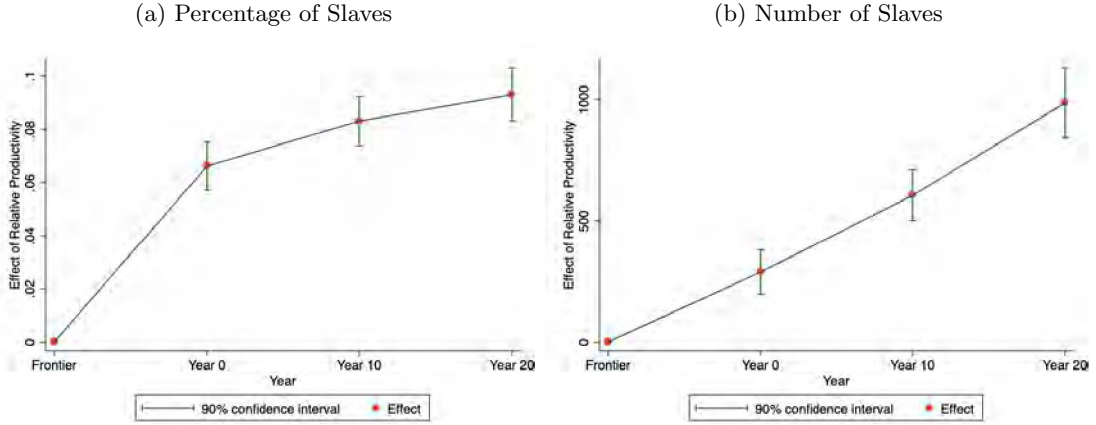 (a) Percentage of Slaves
Effect of Relative Productivity
.1
.08
.06
.04
.02
0
Frontier
Year 0
Year 10
Year 20
Year
90% confidence interval
Effect
(b) Number of Slaves
Effect of Relative Productivity
1000
500
0
Frontier
Year 0
Year 10
Year 20
Year
90% confidence interval
Effect